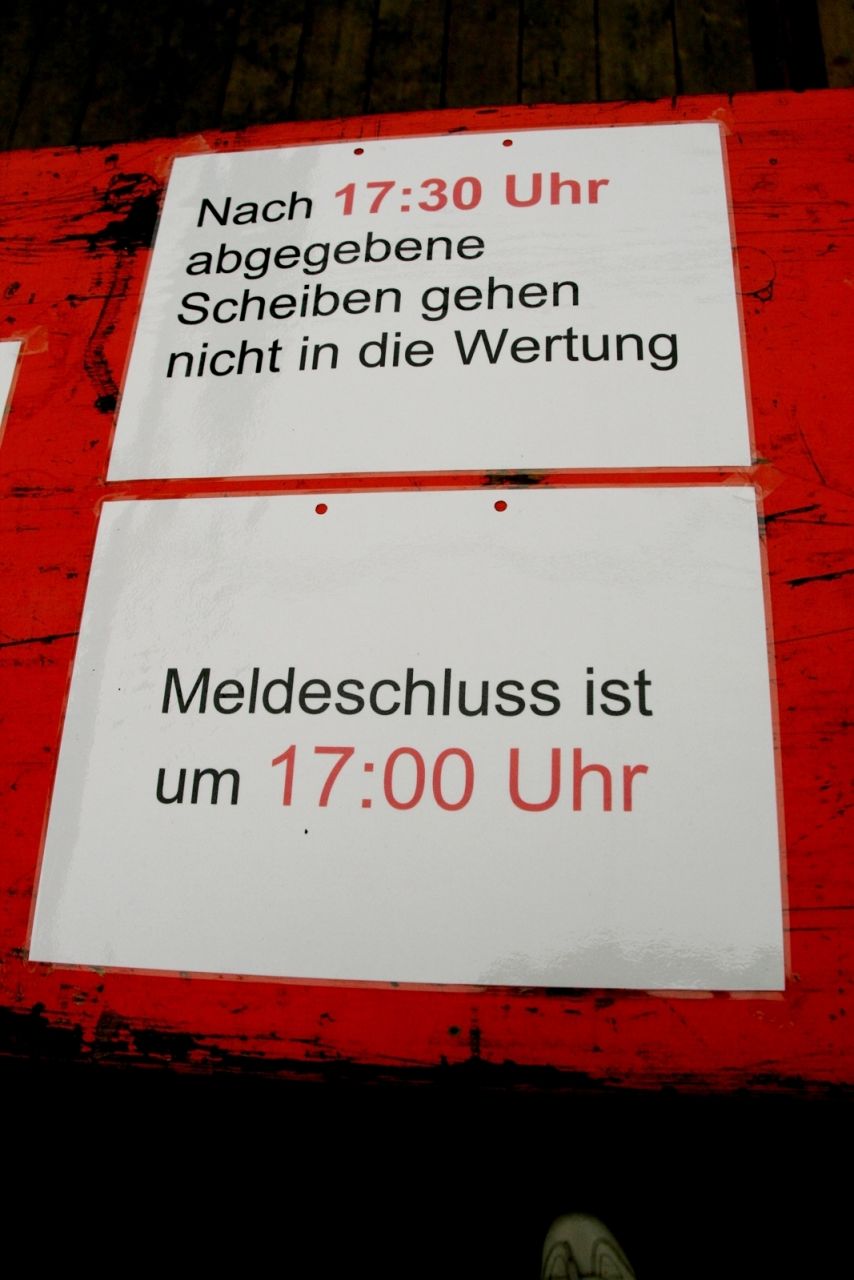 Nach 17:30 Uhr
abgegebene
Scheiben gehen
nicht in die Wertung
Meldeschluss ist
um 17:00 Uhr